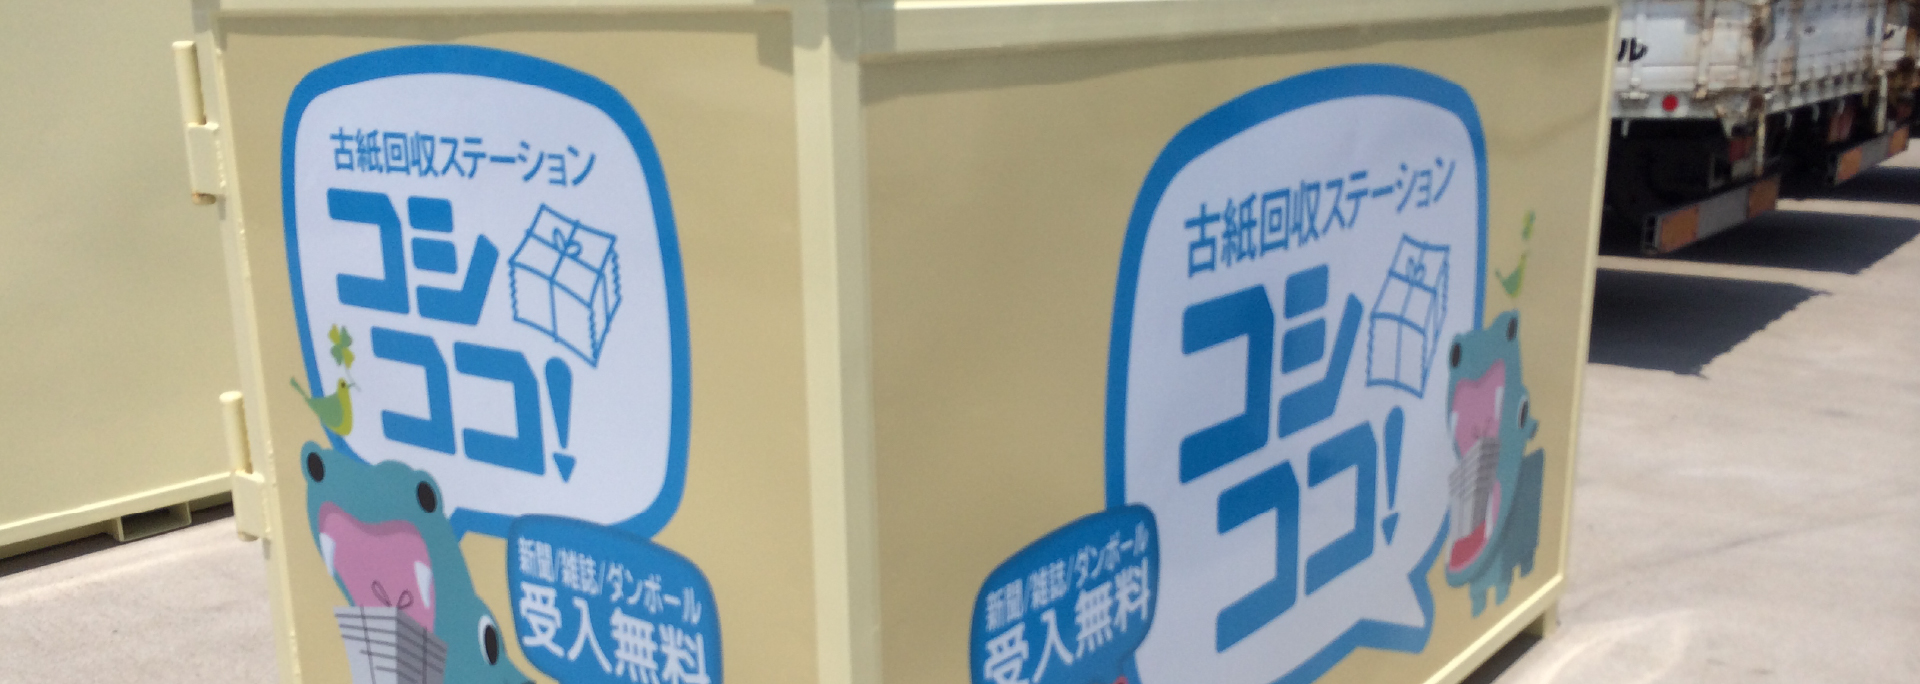 古紙回収ステーション
コシ
ココ!
新聞/雑誌/ダンボール
受入無料
古紙回収ステーション
コシ
ココ!
新聞/雑誌/ダンボール
受入無料
ル